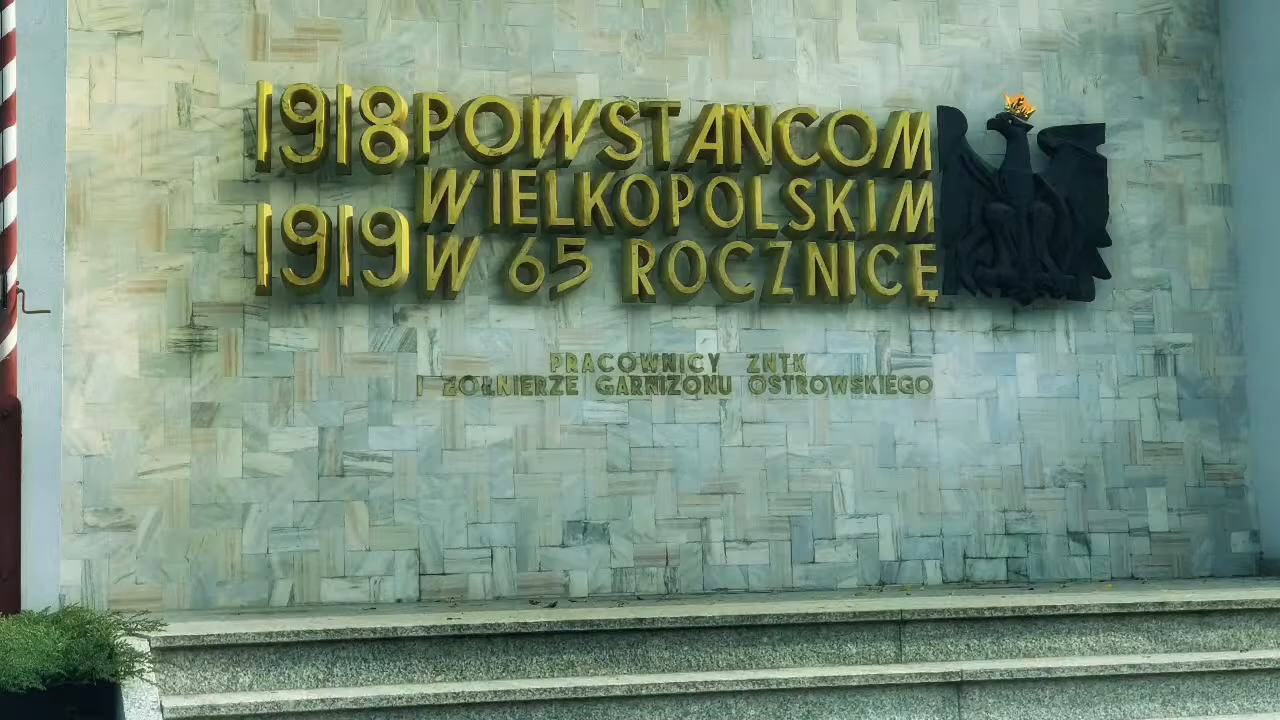 1918 POWSTAŃCOM
WIELKOPOLSKIM
1919 W 65 ROCZNICĘ
PRACOWNICY ZNTK
I ŻOŁNIERZE GARNIZONU OSTROWSKIEGO